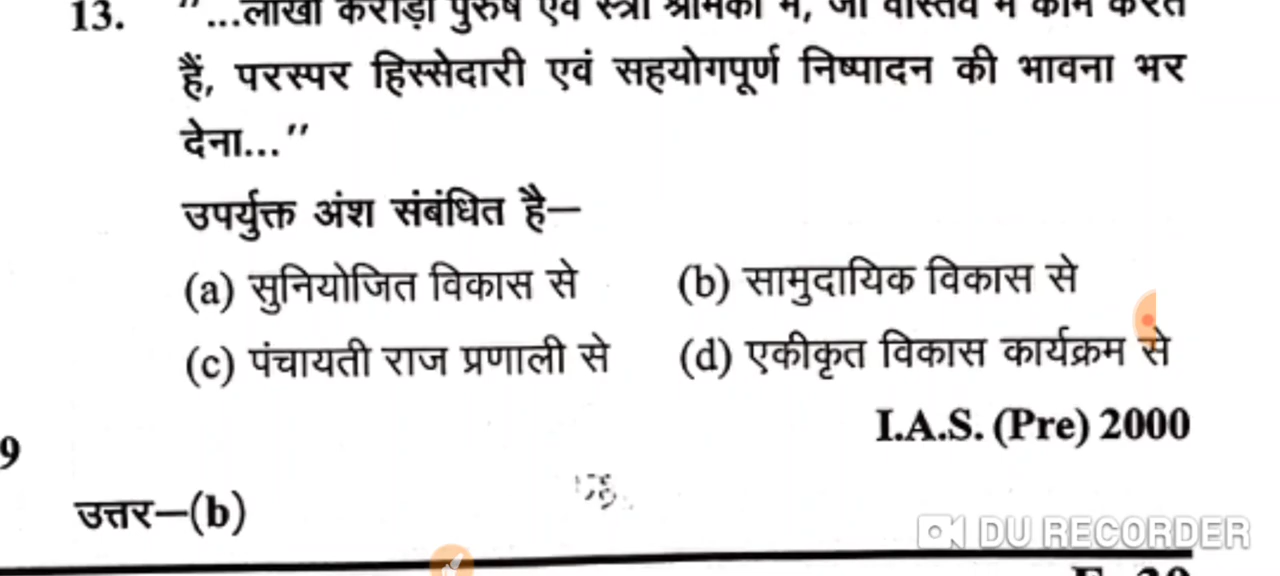 13. "...लाखों करोड़ों पुरुष एवं स्त्री श्रमिकों में, जो वास्तव में काम करते
हैं, परस्पर हिस्सेदारी एवं सहयोगपूर्ण निष्पादन की भावना भर
देना..."
उपर्युक्त अंश संबंधित है—
(a) सुनियोजित विकास से (b) सामुदायिक विकास से
(c) पंचायती राज प्रणाली से (d) एकीकृत विकास कार्यक्रम से
I.A.S. (Pre) 2000
9
उत्तर—(b)
DU RECORDER